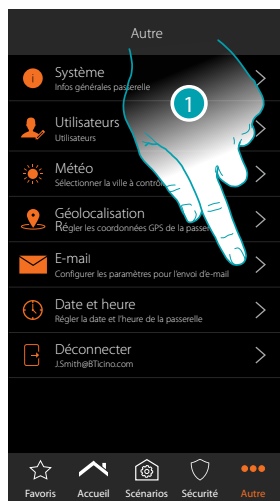 Autre
Système
Infos générales passerelle
1
Utilisateurs
Utilisateurs
Météo
Sélectionner la ville à contrôl
Géolocalisation
Régler les coordonnées GPS de la passer
E-mail
Configurer les paramètres pour l'envoi d'e-mail
Date et heure
Régler la date et l'heure de la passerelle
Déconnecter
J.Smith@BTicino.com
Favoris Accueil Scénarios Sécurité Autre